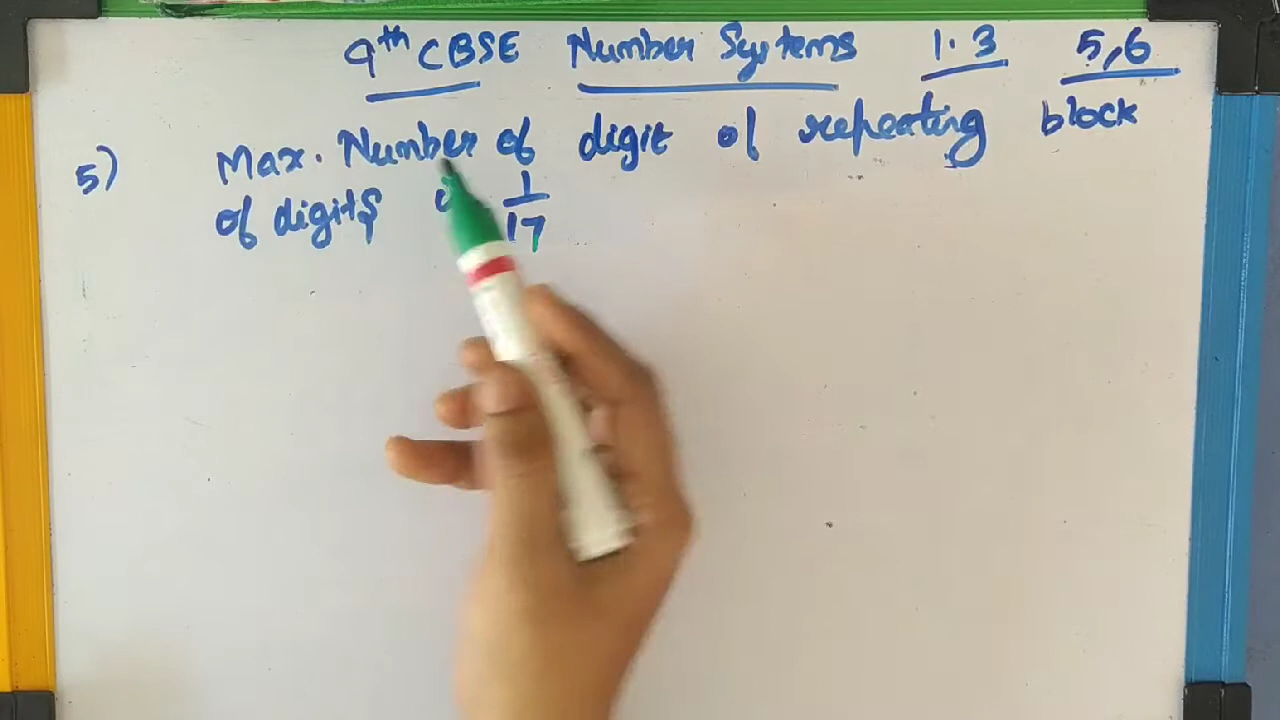 9th CBSE Number Systems 1.3 5,6
5) Max. Number of digit of repeating block
of digits 1/17